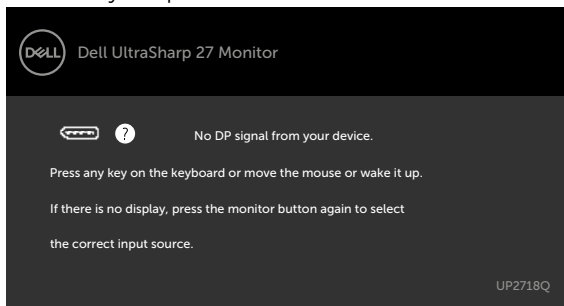 DELL Dell UltraSharp 27 Monitor
? No DP signal from your device.
Press any key on the keyboard or move the mouse or wake it up.
If there is no display, press the monitor button again to select
the correct input source.
UP2718Q